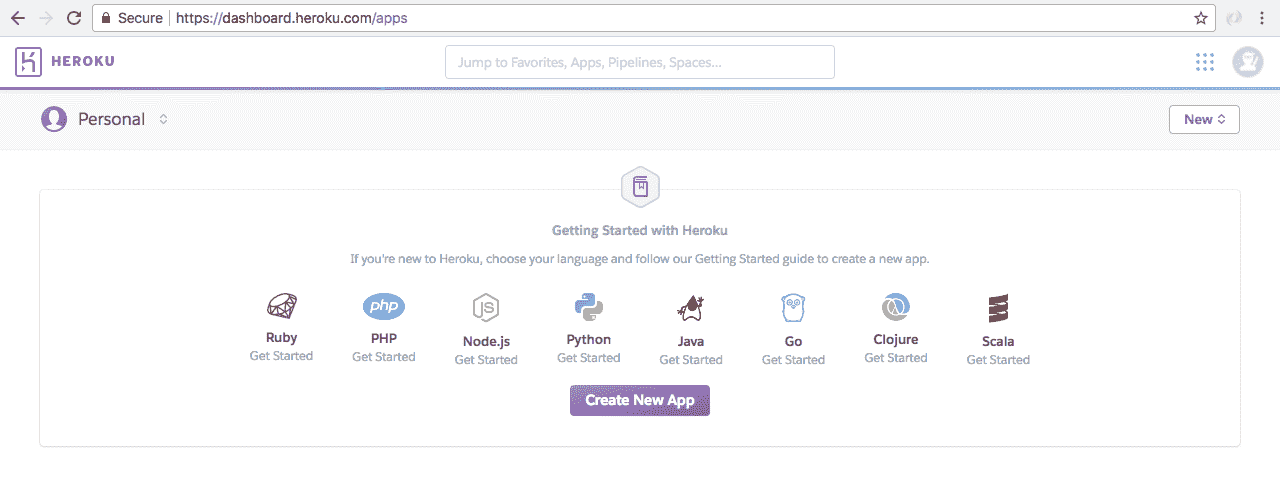 Secure https://dashboard.heroku.com/apps
HEROKU
Jump to Favorites, Apps, Pipelines, Spaces...
Personal
New
Getting Started with Heroku
If you're new to Heroku, choose your language and follow our Getting Started guide to create a new app.
php
JS
Ruby PHP Node.js Python Java Go Clojure Scala
Get Started Get Started Get Started Get Started Get Started Get Started Get Started Get Started
Create New App